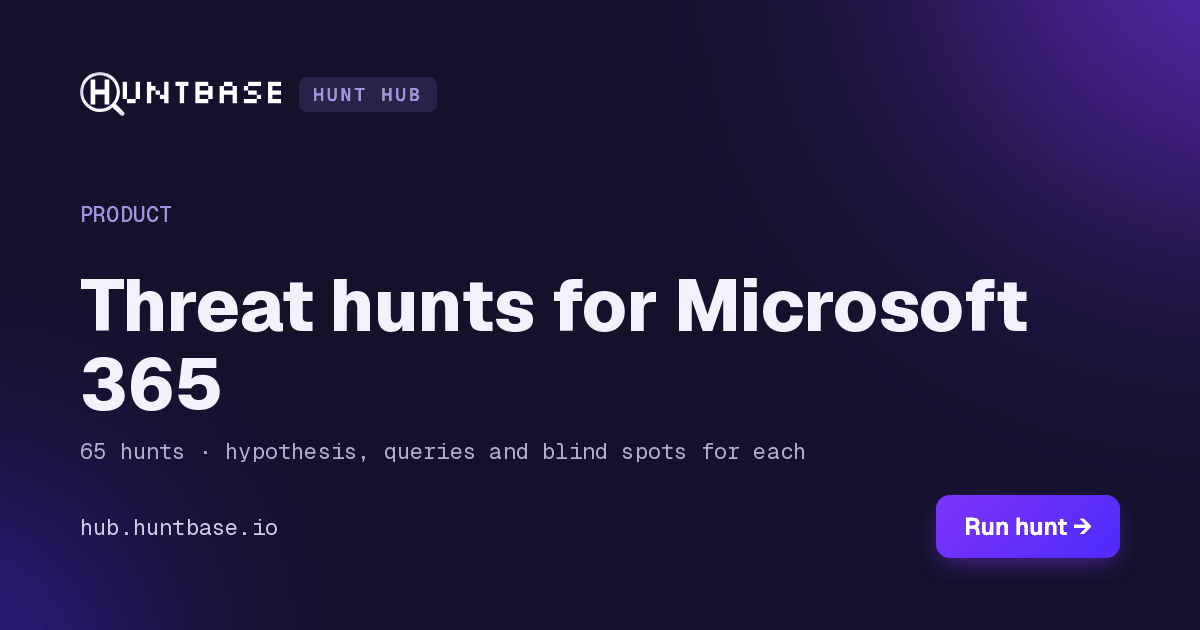 HUNTBASE HUNT HUB
PRODUCT
Threat hunts for Microsoft
365
65 hunts · hypothesis, queries and blind spots for each
hub.huntbase.io
Run hunt →